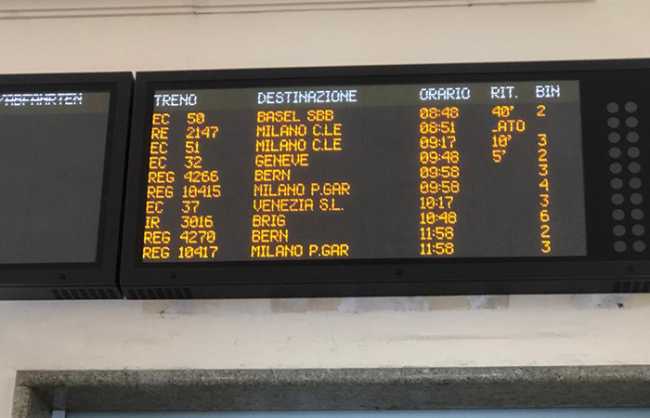 /ABFAHRTEN
TRENO DESTINAZIONE ORARIO RIT. BIN
EC 50 BASEL SBB 08:48 40' 2
RE 2147 MILANO C.LE 08:51 _ATO
EC 51 MILANO C.LE 09:17 10' 3
EC 32 GENEVE 09:48 5' 2
REG 4266 BERN 09:58 3
REG 10415 MILANO P.GAR 09:58 4
EC 37 VENEZIA S.L. 10:17 3
IR 3016 BRIG 10:48 6
REG 4270 BERN 11:58 2
REG 10417 MILANO P.GAR 11:58 3